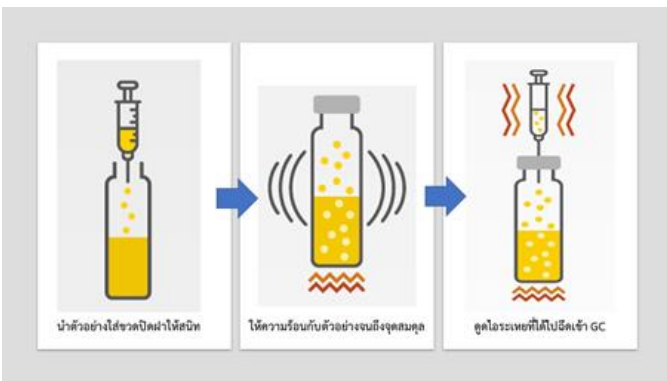 นำตัวอย่างใส่ขวดปิดฝาให้สนิท
ให้ความร้อนกับตัวอย่างจนถึงจุดสมดุล
ดูดไอระเหยที่ได้ไปฉีดเข้า GC